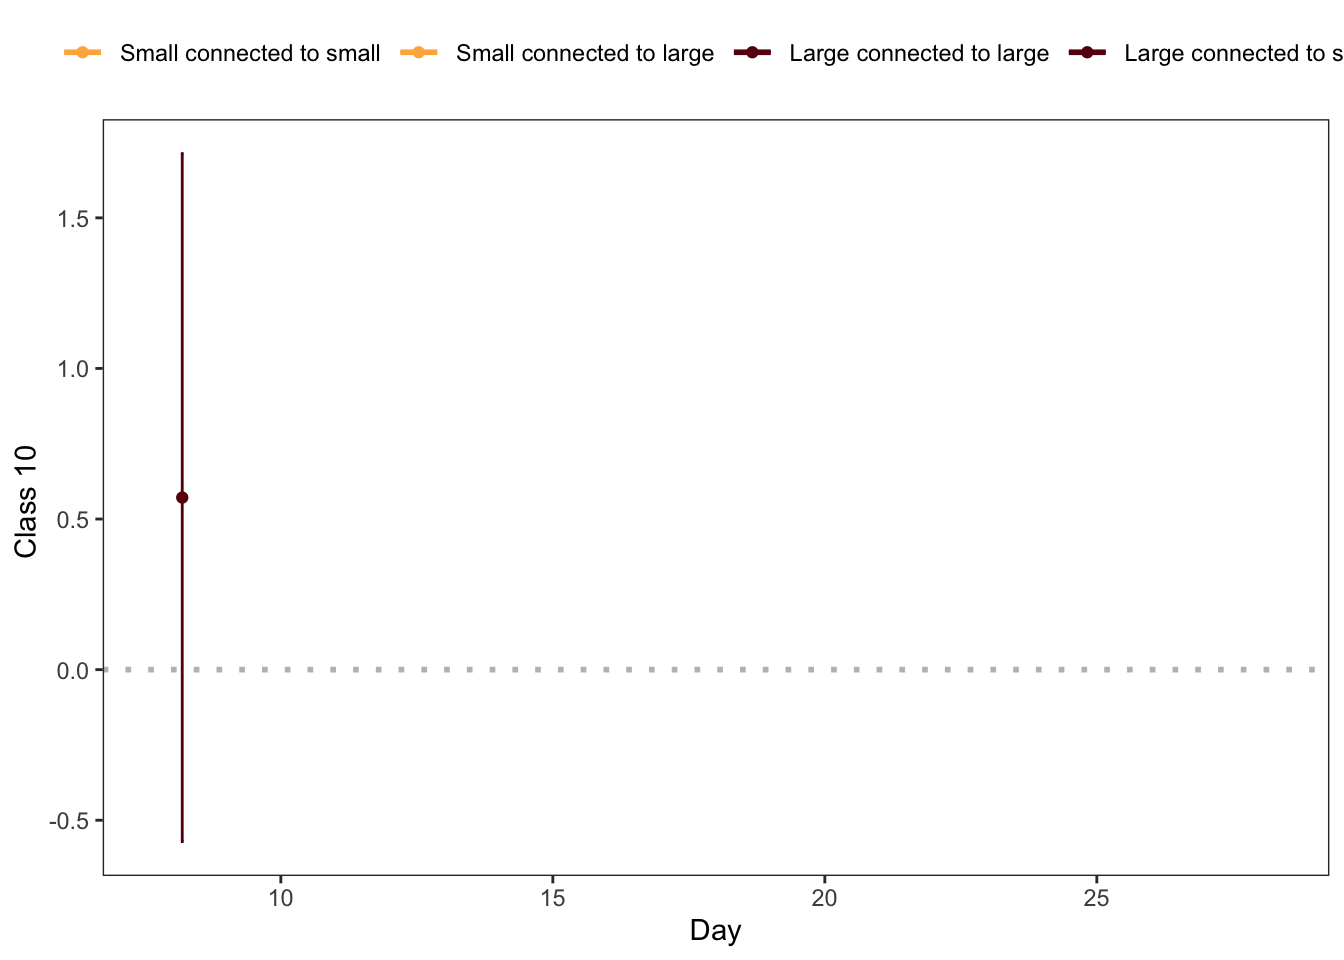 Small connected to small Small connected to large Large connected to large Large connected to s
1.5
1.0
0.5
0.0
-0.5
Class 10
10 15 20 25
Day